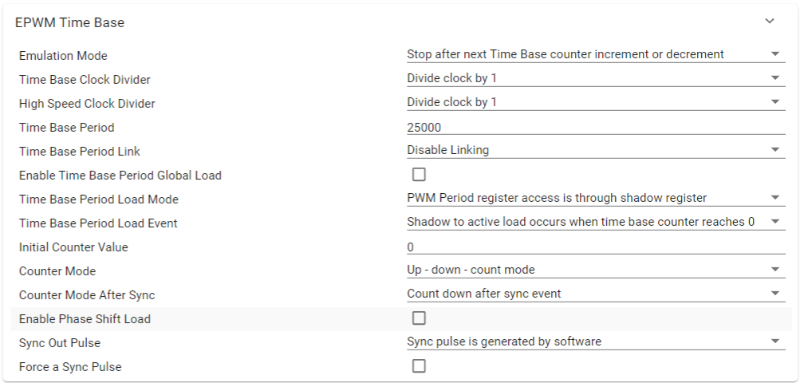 EPWM Time Base
Emulation Mode Stop after next Time Base counter increment or decrement
Time Base Clock Divider Divide clock by 1
High Speed Clock Divider Divide clock by 1
Time Base Period 25000
Time Base Period Link Disable Linking
Enable Time Base Period Global Load
Time Base Period Load Mode PWM Period register access is through shadow register
Time Base Period Load Event Shadow to active load occurs when time base counter reaches 0
Initial Counter Value 0
Counter Mode Up - down - count mode
Counter Mode After Sync Count down after sync event
Enable Phase Shift Load
Sync Out Pulse Sync pulse is generated by software
Force a Sync Pulse